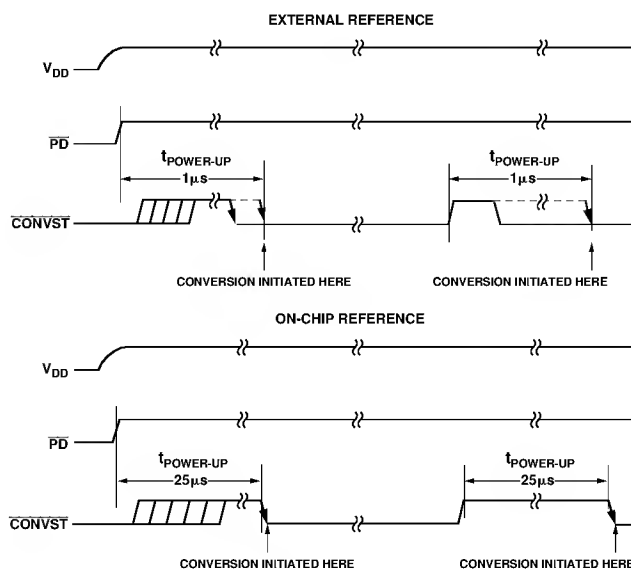 EXTERNAL REFERENCE
VDD
PD
tPOWER-UP
1μs
tPOWER-UP
1μs
CONVST
CONVERSION INITIATED HERE
CONVERSION INITIATED HERE
ON-CHIP REFERENCE
VDD
PD
tPOWER-UP
25μs
tPOWER-UP
25μs
CONVST
CONVERSION INITIATED HERE
CONVERSION INITIATED HERE